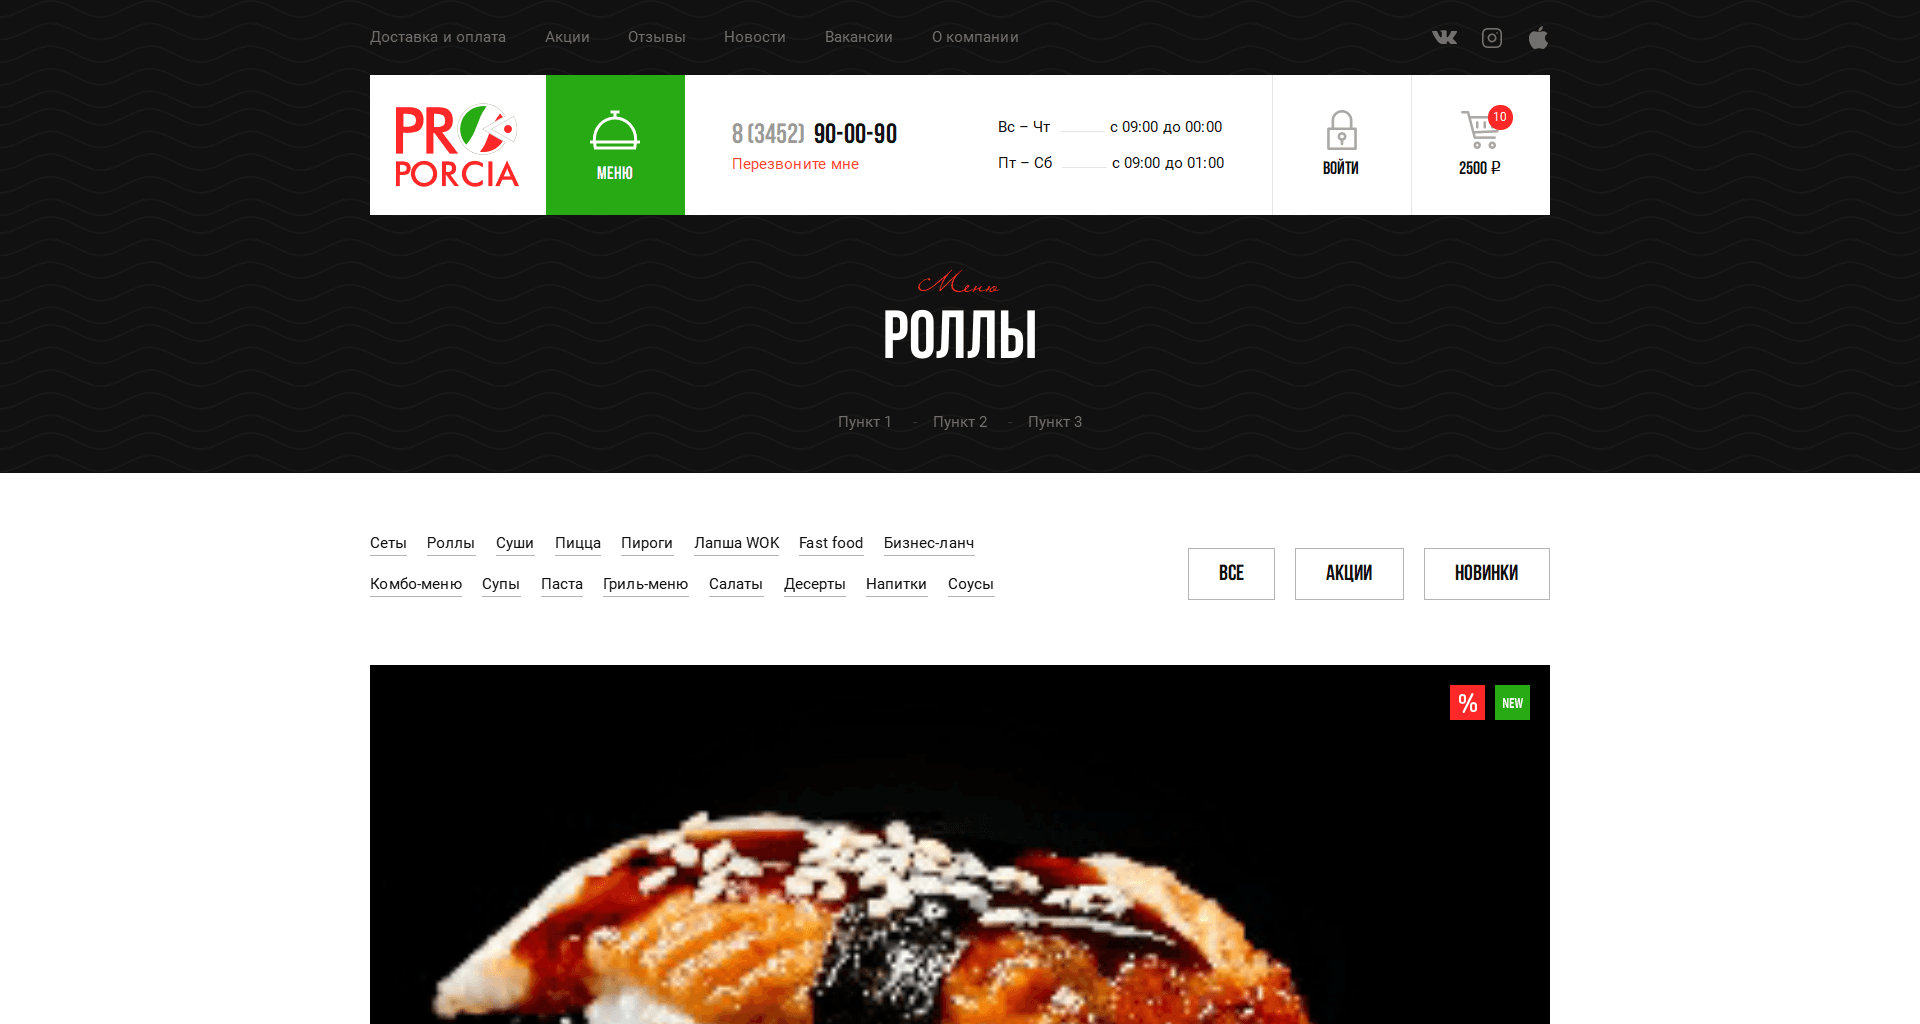 Доставка и оплата Акции Отзывы Новости Вакансии О компании
PRO
PORCIA
МЕНЮ
8 (3452) 90-00-90
Перезвоните мне
Вс – Чт с 09:00 до 00:00
Пт – Сб с 09:00 до 01:00
ВОЙТИ
10
2500 ₽
Меню
РОЛЛЫ
Пункт 1 - Пункт 2 - Пункт 3
Сеты Роллы Суши Пицца Пироги Лапша WOK Fast food Бизнес-ланч
Комбо-меню Супы Паста Гриль-меню Салаты Десерты Напитки Соусы
ВСЕ АКЦИИ НОВИНКИ
% NEW